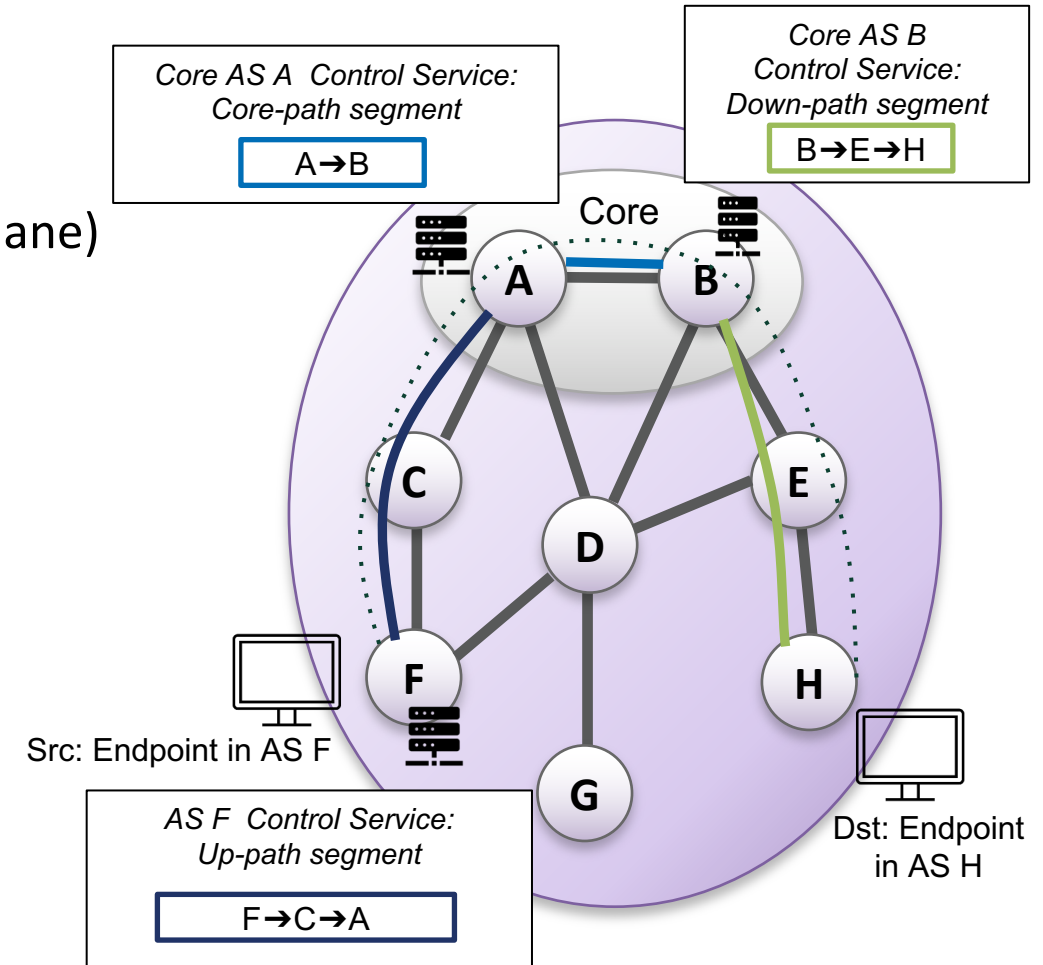 Core AS A  Control Service:
Core-path segment
A➔B
Core AS B
Control Service:
Down-path segment
B➔E➔H
ane)
Core
A
B
C
E
D
F
H
Src: Endpoint in AS F
G
AS F  Control Service:
Up-path segment
F➔C➔A
Dst: Endpoint
in AS H